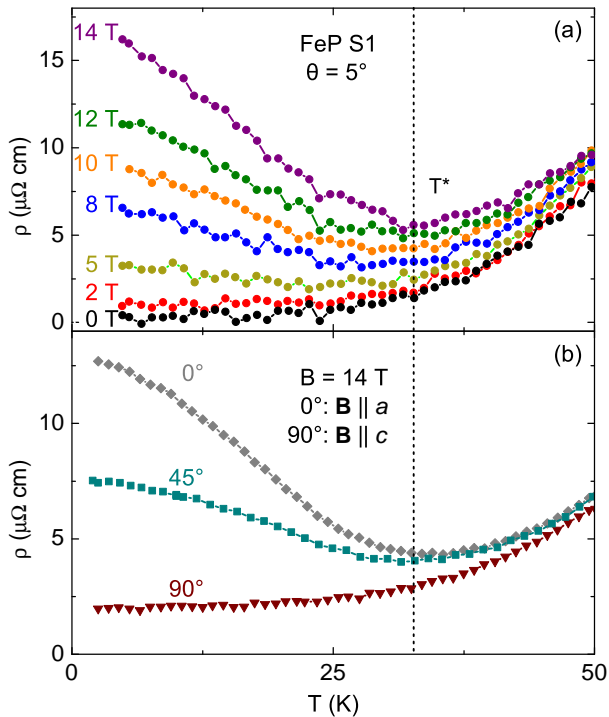 (a)
FeP S1
θ = 5°
14 T
12 T
10 T
8 T
5 T
2 T
0 T
T*
15
10
5
0
ρ (μΩ cm)
(b)
B = 14 T
0°: B || a
90°: B || c
0°
45°
90°
10
5
0
ρ (μΩ cm)
0
25
50
T (K)